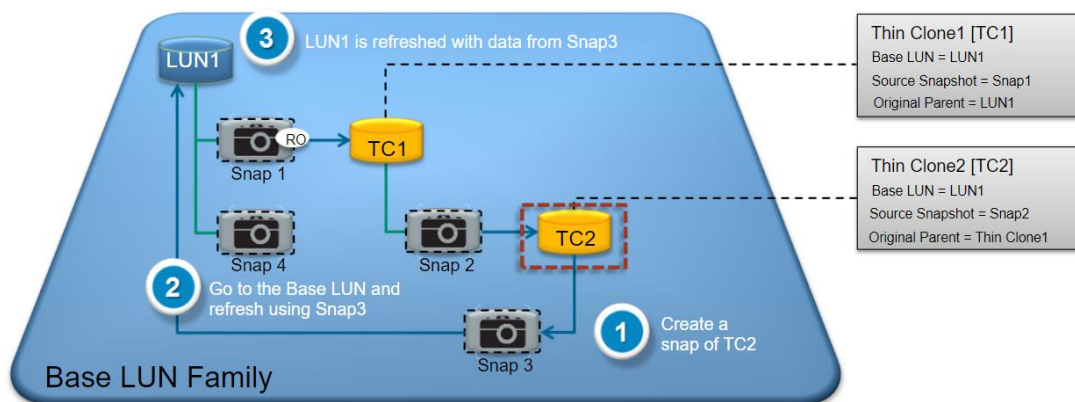 3
LUN1 is refreshed with data from Snap3
LUN1
RO
Snap 1
TC1
Snap 4
Snap 2
TC2
2
Go to the Base LUN and
refresh using Snap3
1
Create a
snap of TC2
Snap 3
Base LUN Family
Thin Clone1 [TC1]
Base LUN = LUN1
Source Snapshot = Snap1
Original Parent = LUN1
Thin Clone2 [TC2]
Base LUN = LUN1
Source Snapshot = Snap2
Original Parent = Thin Clone1